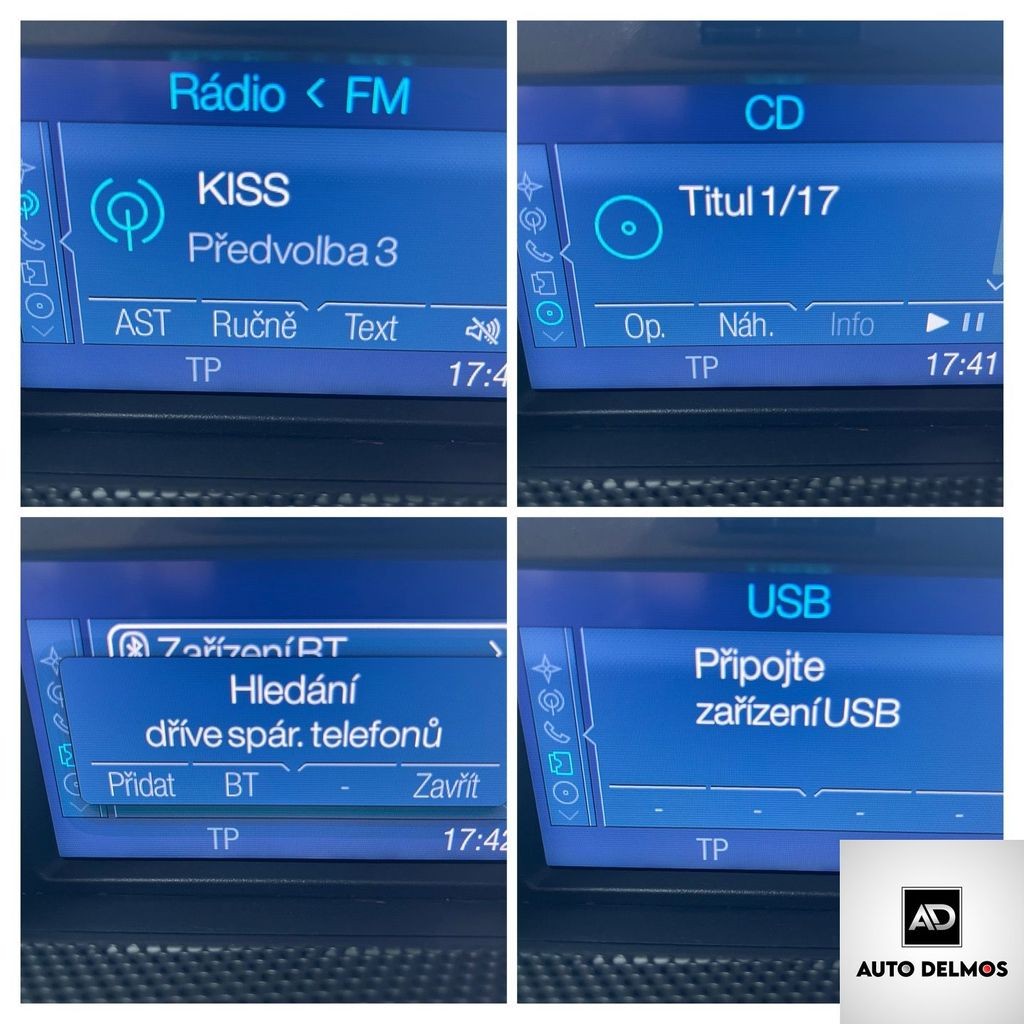 Rádio < FM
KISS
Předvolba 3
AST Ručně Text
TP 17:4
CD
Titul 1/17
Op. Náh. Info
TP 17:41
Zařízení BT
Hledání
dříve spár. telefonů
Přidat BT - Zavřít
TP 17:42
USB
Připojte
zařízení USB
- - - -
TP
AD
AUTO DELMOS